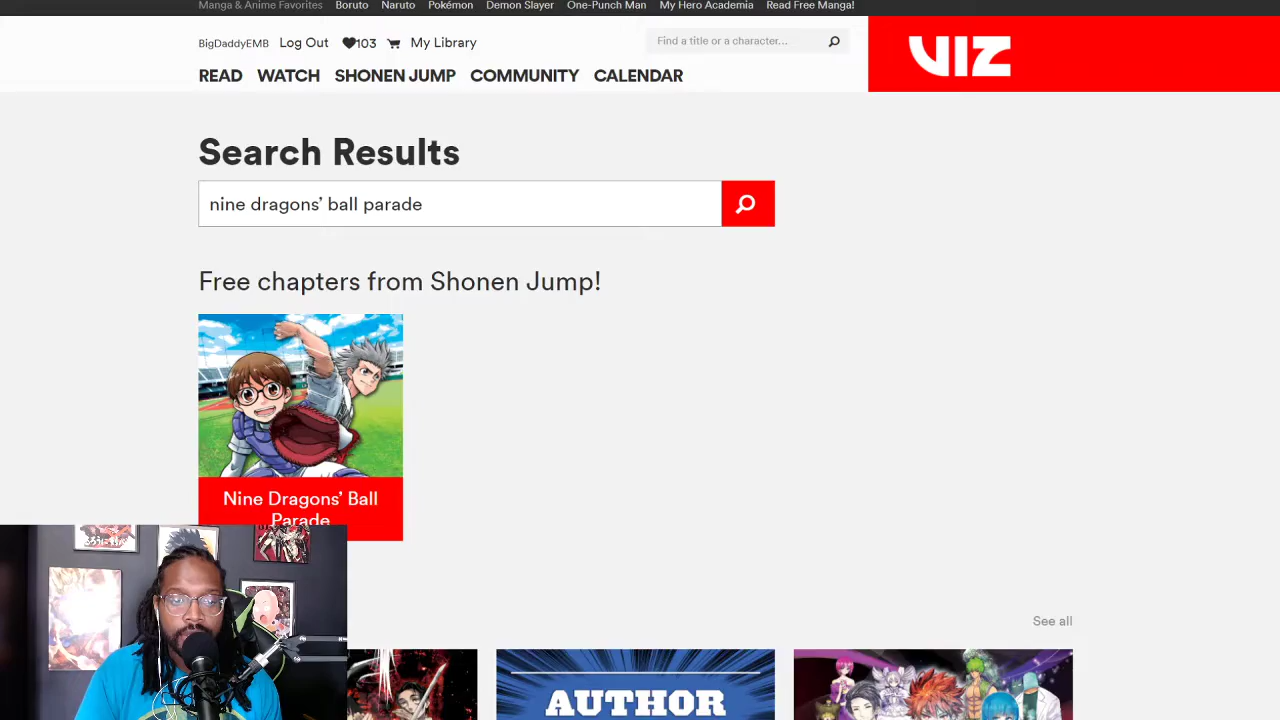 Manga & Anime Favorites Boruto Naruto Pokémon Demon Slayer One-Punch Man My Hero Academia Read Free Manga!
BigDaddyEMB Log Out 103 My Library
Find a title or a character...
VIZ
READ WATCH SHONEN JUMP COMMUNITY CALENDAR
Search Results
nine dragons’ ball parade
Free chapters from Shonen Jump!
Nine Dragons’ Ball
Parade
See all
AUTHOR